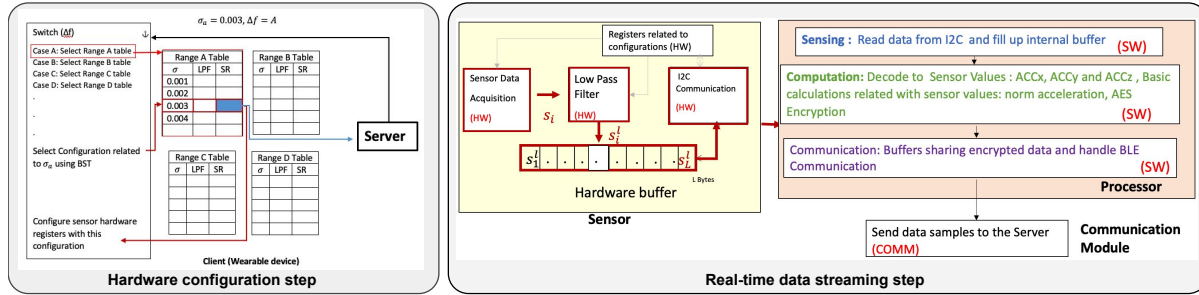 σₐ = 0.003, Δf = A
Switch (Δf)
Case A: Select Range A table
Case B: Select Range B table
Case C: Select Range C table
Case D: Select Range D table
.
.
.
Select Configuration related
to σₐ using BST
Configure sensor hardware
registers with this
configuration
Range A Table
σ LPF SR
0.001
0.002
0.003
0.004
Range B Table
σ LPF SR
Range C Table
σ LPF SR
Range D Table
σ LPF SR
Server
Client (Wearable device)
Hardware configuration step
Registers related to
configurations (HW)
Sensor Data
Acquisition
(HW)
sᵢ
Low Pass
Filter
(HW)
I2C
Communication
(HW)
sᵢˡ
s₁ˡ . . . . . . . . s_Lˡ
L Bytes
Hardware buffer
Sensor
Sensing : Read data from I2C and fill up internal buffer
(SW)
Computation: Decode to Sensor Values : ACCx, ACCy and ACCz , Basic
calculations related with sensor values: norm acceleration, AES
Encryption
(SW)
Communication: Buffers sharing encrypted data and handle BLE
Communication
(SW)
Processor
Send data samples to the Server
(COMM)
Communication
Module
Real-time data streaming step